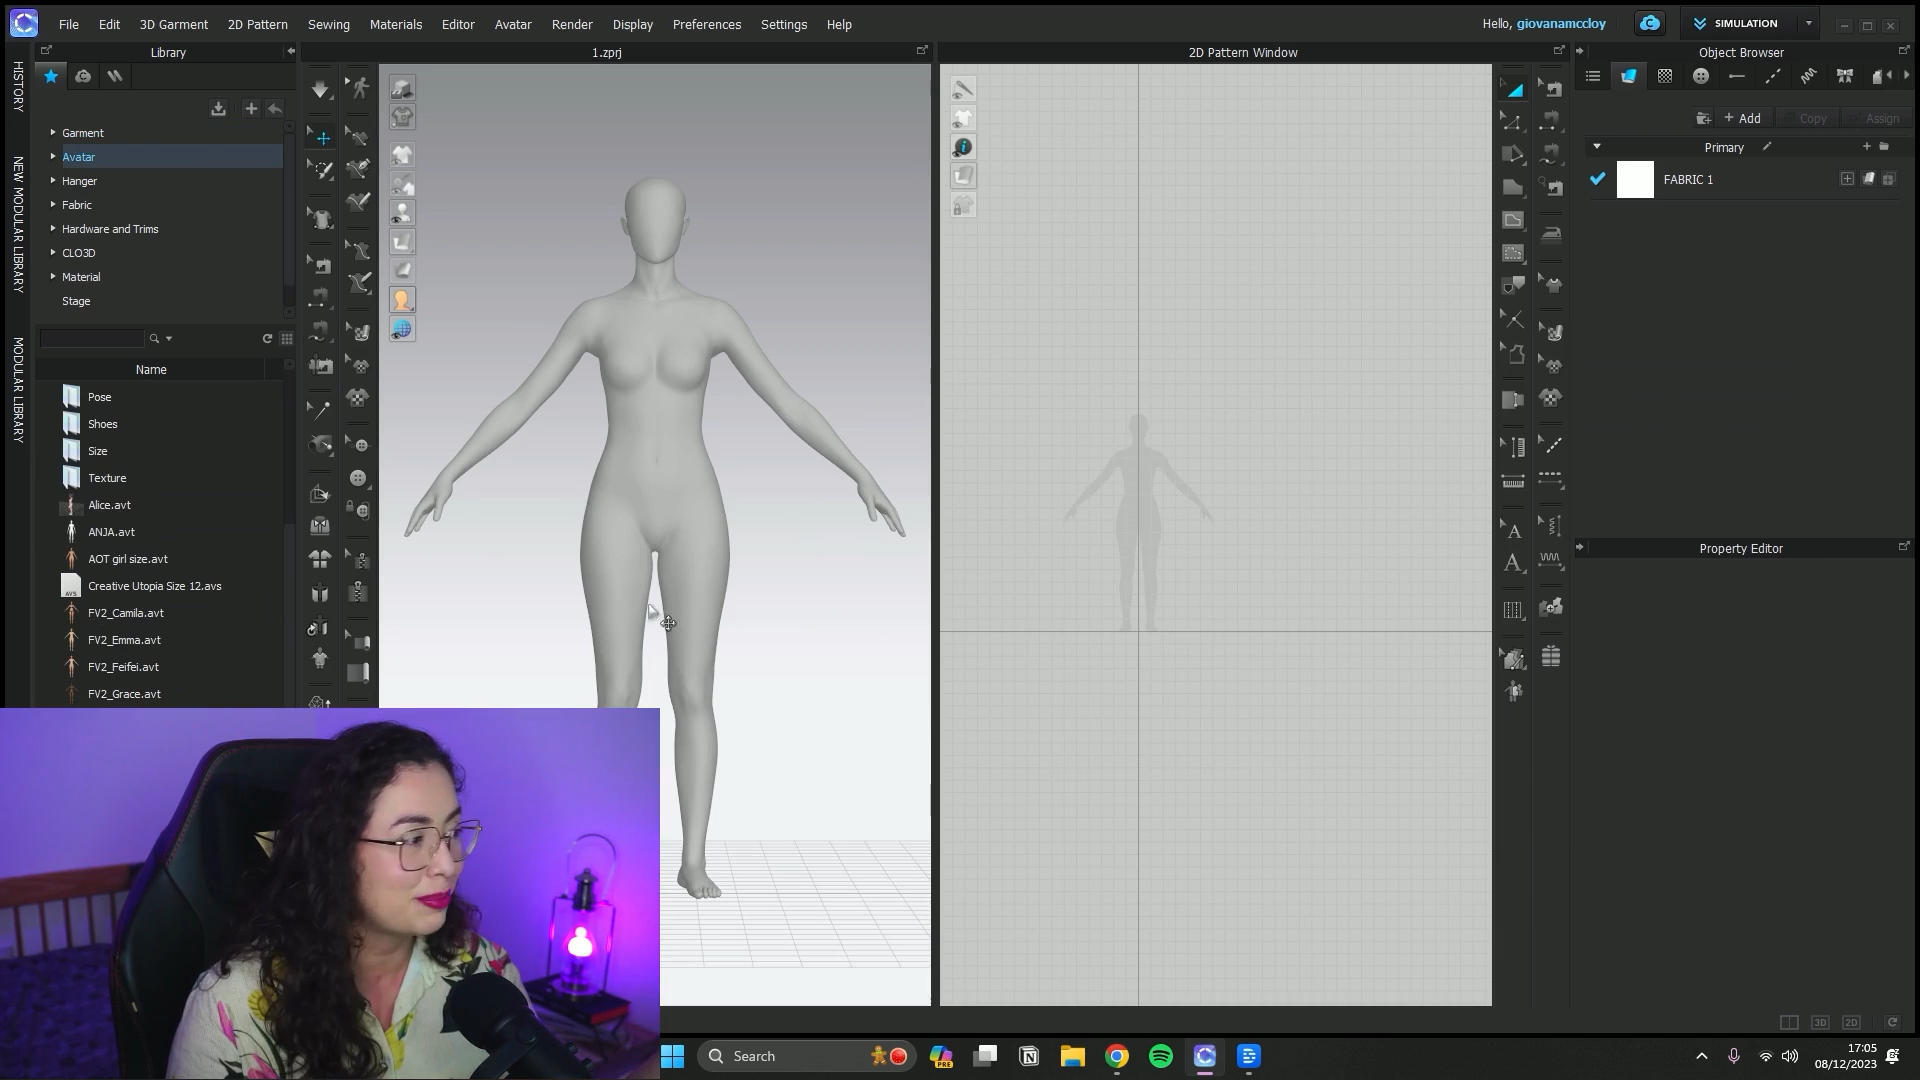 File Edit 3D Garment 2D Pattern Sewing Materials Editor Avatar Render Display Preferences Settings Help
Hello, giovanamccloy
SIMULATION
Library
1.zprj
2D Pattern Window
Object Browser
HISTORY
NEW MODULAR LIBRARY
MODULAR LIBRARY
Garment
Avatar
Hanger
Fabric
Hardware and Trims
CLO3D
Material
Stage
Name
Pose
Shoes
Size
Texture
Alice.avt
ANJA.avt
AOT girl size.avt
Creative Utopia Size 12.avs
FV2_Camila.avt
FV2_Emma.avt
FV2_Feifei.avt
FV2_Grace.avt
+ Add
Copy
Assign
Primary
FABRIC 1
Property Editor
3D
2D
Search
PRE
17:05
08/12/2023